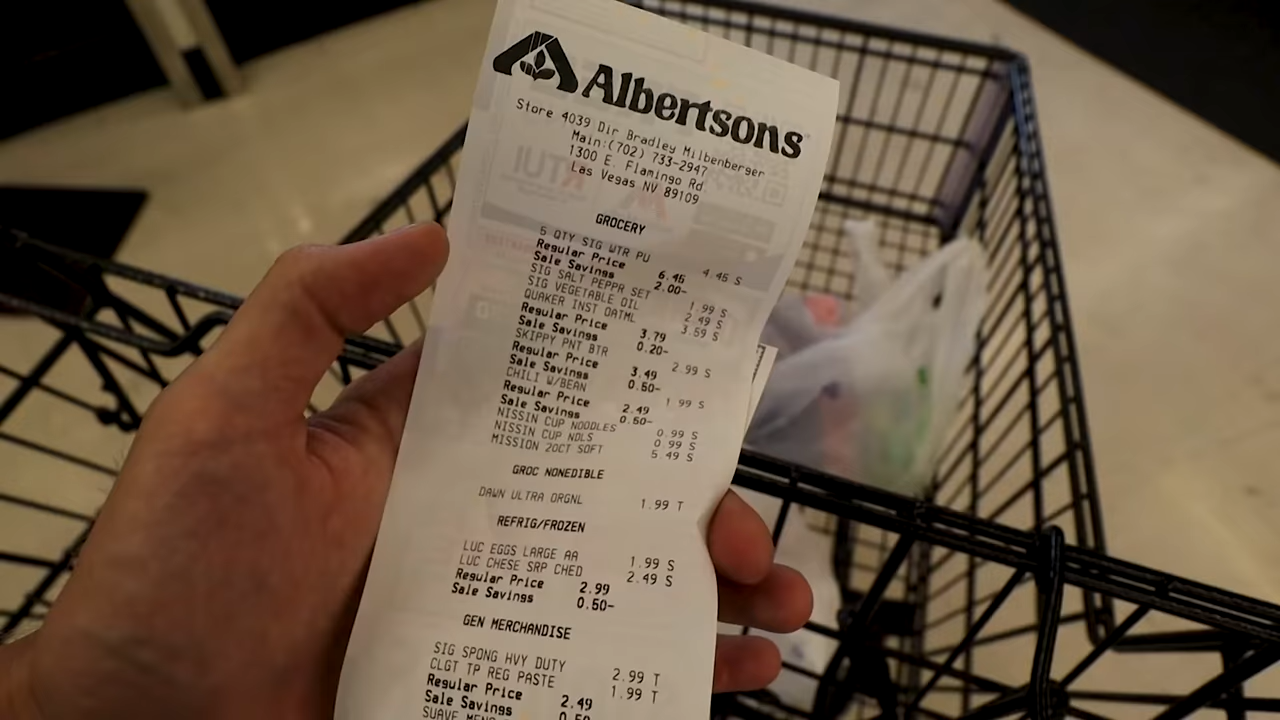 Albertsons
Store 4039 Dir Bradley Milbenberger
Main:(702) 733-2947
1300 E. Flamingo Rd.
Las Vegas NV 89109
GROCERY
5 QTY SIG WTR PU 4.45 S
Regular Price 6.45
Sale Savings 2.00-
SIG SALT PEPPR SET 1.99 S
SIG VEGETABLE OIL 2.49 S
QUAKER INST OATML 3.59 S
Regular Price 3.79
Sale Savings 0.20-
SKIPPY PNT BTR 2.99 S
Regular Price 3.49
Sale Savings 0.50-
CHILI W/BEAN 1.99 S
Regular Price 2.49
Sale Savings 0.50-
NISSIN CUP NOODLES 0.99 S
NISSIN CUP NDLS 0.99 S
MISSION 20CT SOFT 5.49 S
GROC NONEDIBLE
DAWN ULTRA ORGNL 1.99 T
REFRIG/FROZEN
LUC EGGS LARGE AA 1.99 S
LUC CHESE SRP CHED 2.49 S
Regular Price 2.99
Sale Savings 0.50-
GEN MERCHANDISE
SIG SPONG HVY DUTY 2.99 T
CLGT TP REG PASTE 1.99 T
Regular Price 2.49
Sale Savings
SUAVE